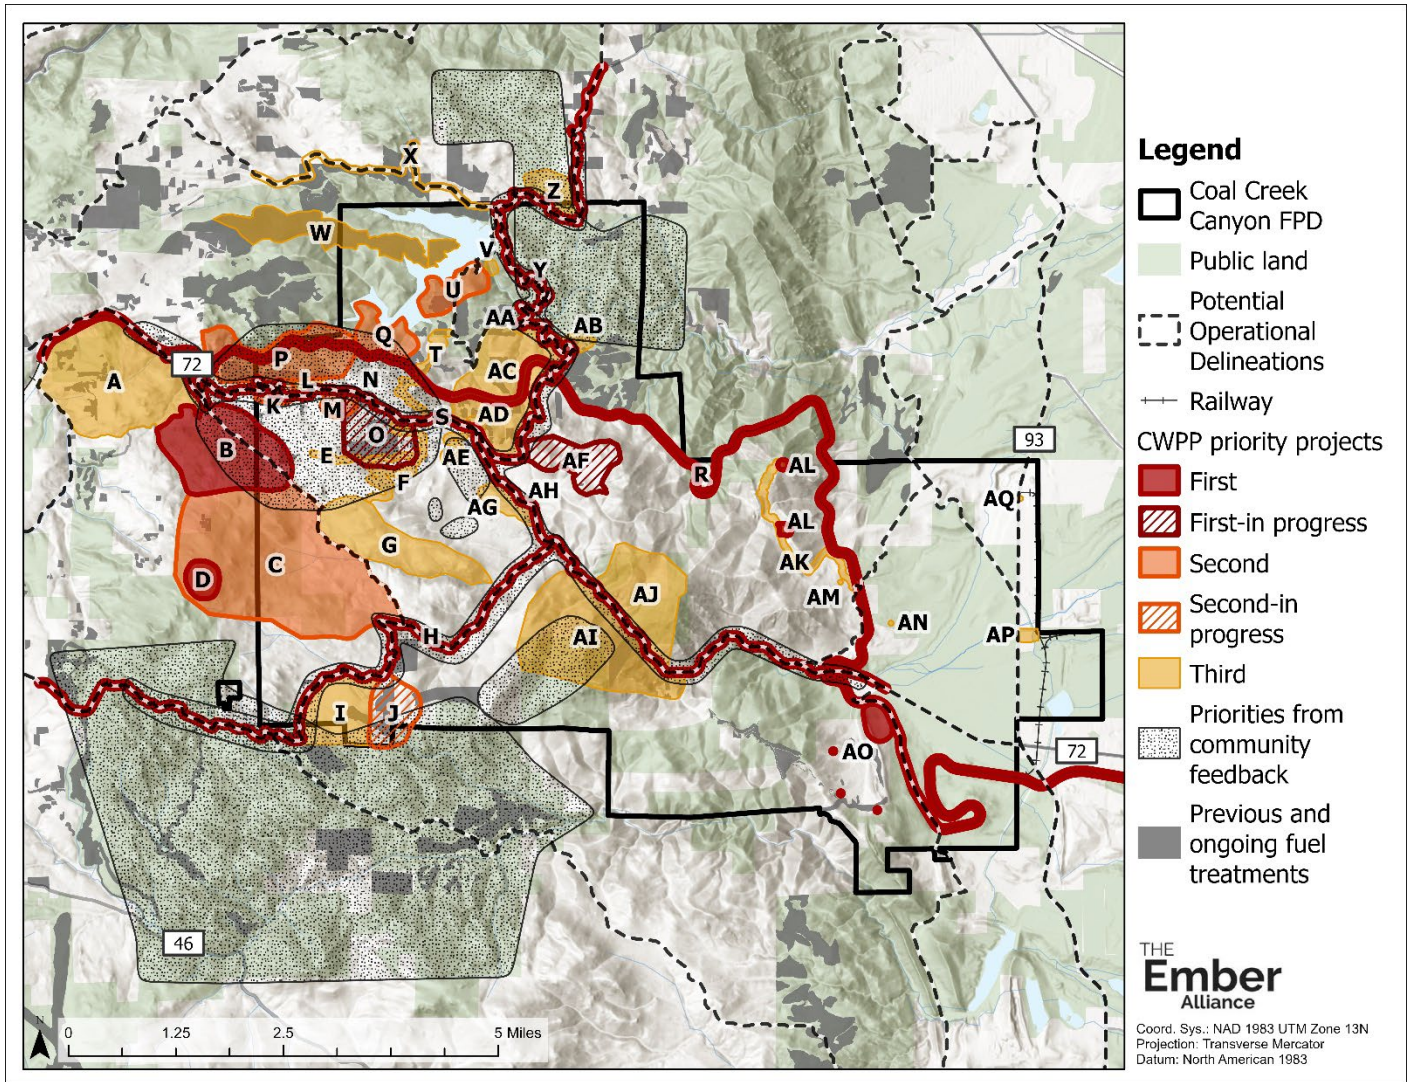 X
Z
W
V
Y
U
AA
AB
Q
T
72
P
A
AC
L
N
K
M
S
AD
O
B
E
AE
AF
F
R
AL
93
AH
AG
AQ
AL
G
AK
D
C
AJ
AM
H
AI
AN
AP
I
J
AO
72
46
N
0 1.25 2.5 5 Miles
Legend
Coal Creek
Canyon FPD
Public land
Potential
Operational
Delineations
Railway
CWPP priority projects
First
First-in progress
Second
Second-in
progress
Third
Priorities from
community
feedback
Previous and
ongoing fuel
treatments
THE
Ember
Alliance
Coord. Sys.: NAD 1983 UTM Zone 13N
Projection: Transverse Mercator
Datum: North American 1983